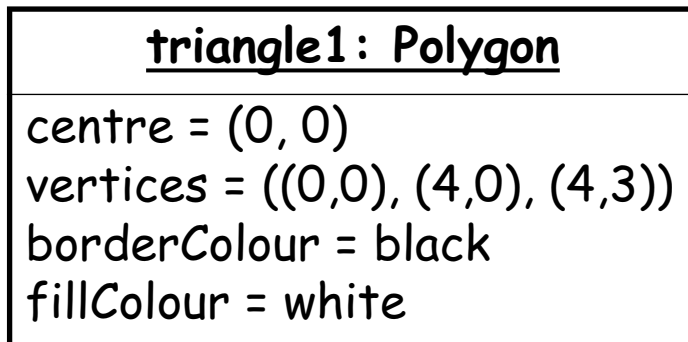 triangle1: Polygon
centre = (0, 0)
vertices = ((0,0), (4,0), (4,3))
borderColour = black
fillColour = white